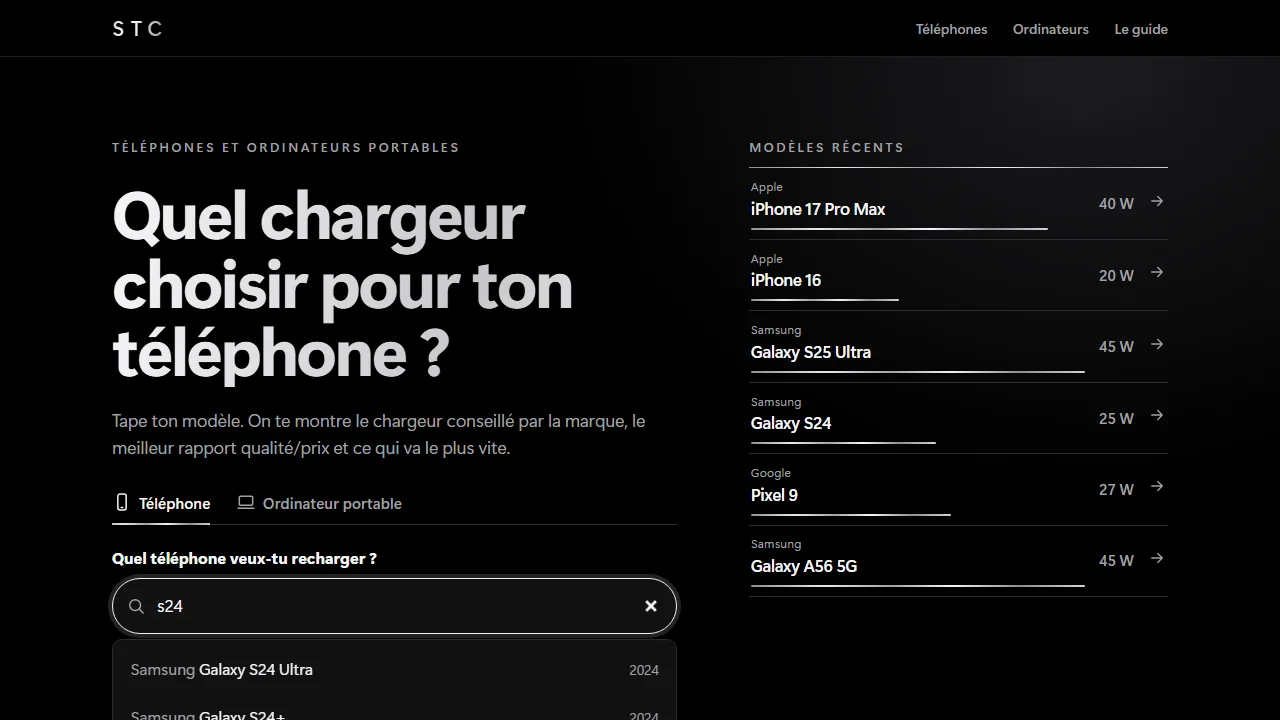 STC
Téléphones
Ordinateurs
Le guide
TÉLÉPHONES ET ORDINATEURS PORTABLES
Quel chargeur
choisir pour ton
téléphone ?
Tape ton modèle. On te montre le chargeur conseillé par la marque, le
meilleur rapport qualité/prix et ce qui va le plus vite.
Téléphone
Ordinateur portable
Quel téléphone veux-tu recharger ?
s24
Samsung Galaxy S24 Ultra 2024
Samsung Galaxy S24+ 2024
MODÈLES RÉCENTS
Apple
iPhone 17 Pro Max 40 W
Apple
iPhone 16 20 W
Samsung
Galaxy S25 Ultra 45 W
Samsung
Galaxy S24 25 W
Google
Pixel 9 27 W
Samsung
Galaxy A56 5G 45 W